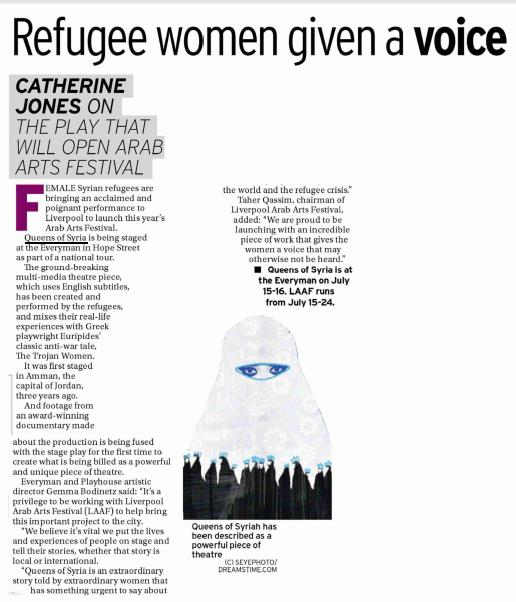 Refugee women given a voice
CATHERINE
JONES ON
THE PLAY THAT
WILL OPEN ARAB
ARTS FESTIVAL
FEMALE Syrian refugees are
bringing an acclaimed and
poignant performance to
Liverpool to launch this year's
Arab Arts Festival.
Queens of Syria is being staged
at the Everyman in Hope Street
as part of a national tour.
The ground-breaking
multi-media theatre piece,
which uses English subtitles,
has been created and
performed by the refugees,
and mixes their real-life
experiences with Greek
playwright Euripides'
classic anti-war tale,
The Trojan Women.
It was first staged
in Amman, the
capital of Jordan,
three years ago.
And footage from
an award-winning
documentary made
about the production is being fused
with the stage play for the first time to
create what is being billed as a powerful
and unique piece of theatre.
Everyman and Playhouse artistic
director Gemma Bodinetz said: "It's a
privilege to be working with Liverpool
Arab Arts Festival (LAAF) to help bring
this important project to the city.
"We believe it's vital we put the lives
and experiences of people on stage and
tell their stories, whether that story is
local or international.
"Queens of Syria is an extraordinary
story told by extraordinary women that
has something urgent to say about
the world and the refugee crisis."
Taher Qassim, chairman of
Liverpool Arab Arts Festival,
added: "We are proud to be
launching with an incredible
piece of work that gives the
women a voice that may
otherwise not be heard."
■ Queens of Syria is at
the Everyman on July
15-16. LAAF runs
from July 15-24.
Queens of Syriah has
been described as a
powerful piece of
theatre
(C) SEYEPHOTO/
DREAMSTIME.COM